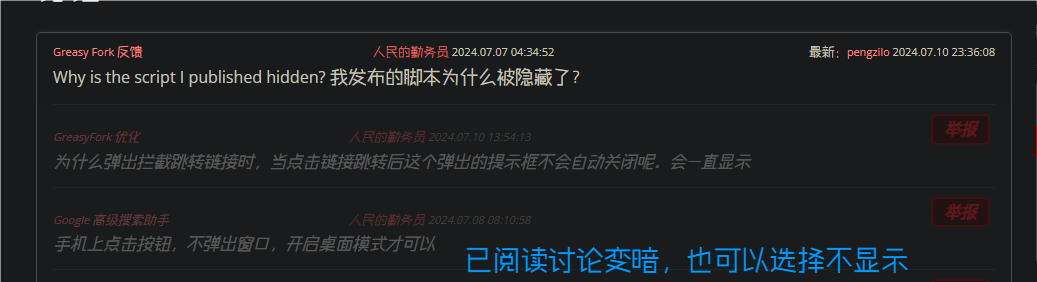 Greasy Fork 反馈 人民的勤务员 2024.07.07 04:34:52 最新：pengzilo 2024.07.10 23:36:08
Why is the script I published hidden? 我发布的脚本为什么被隐藏了?
GreasyFork 优化 人民的勤务员 2024.07.10 13:54:13 举报
为什么弹出拦截跳转链接时，当点击链接跳转后这个弹出的提示框不会自动关闭呢。会一直显示
Google 高级搜索助手 人民的勤务员 2024.07.08 08:10:58 举报
手机上点击按钮，不弹出窗口，开启桌面模式才可以
已阅读讨论变暗，也可以选择不显示